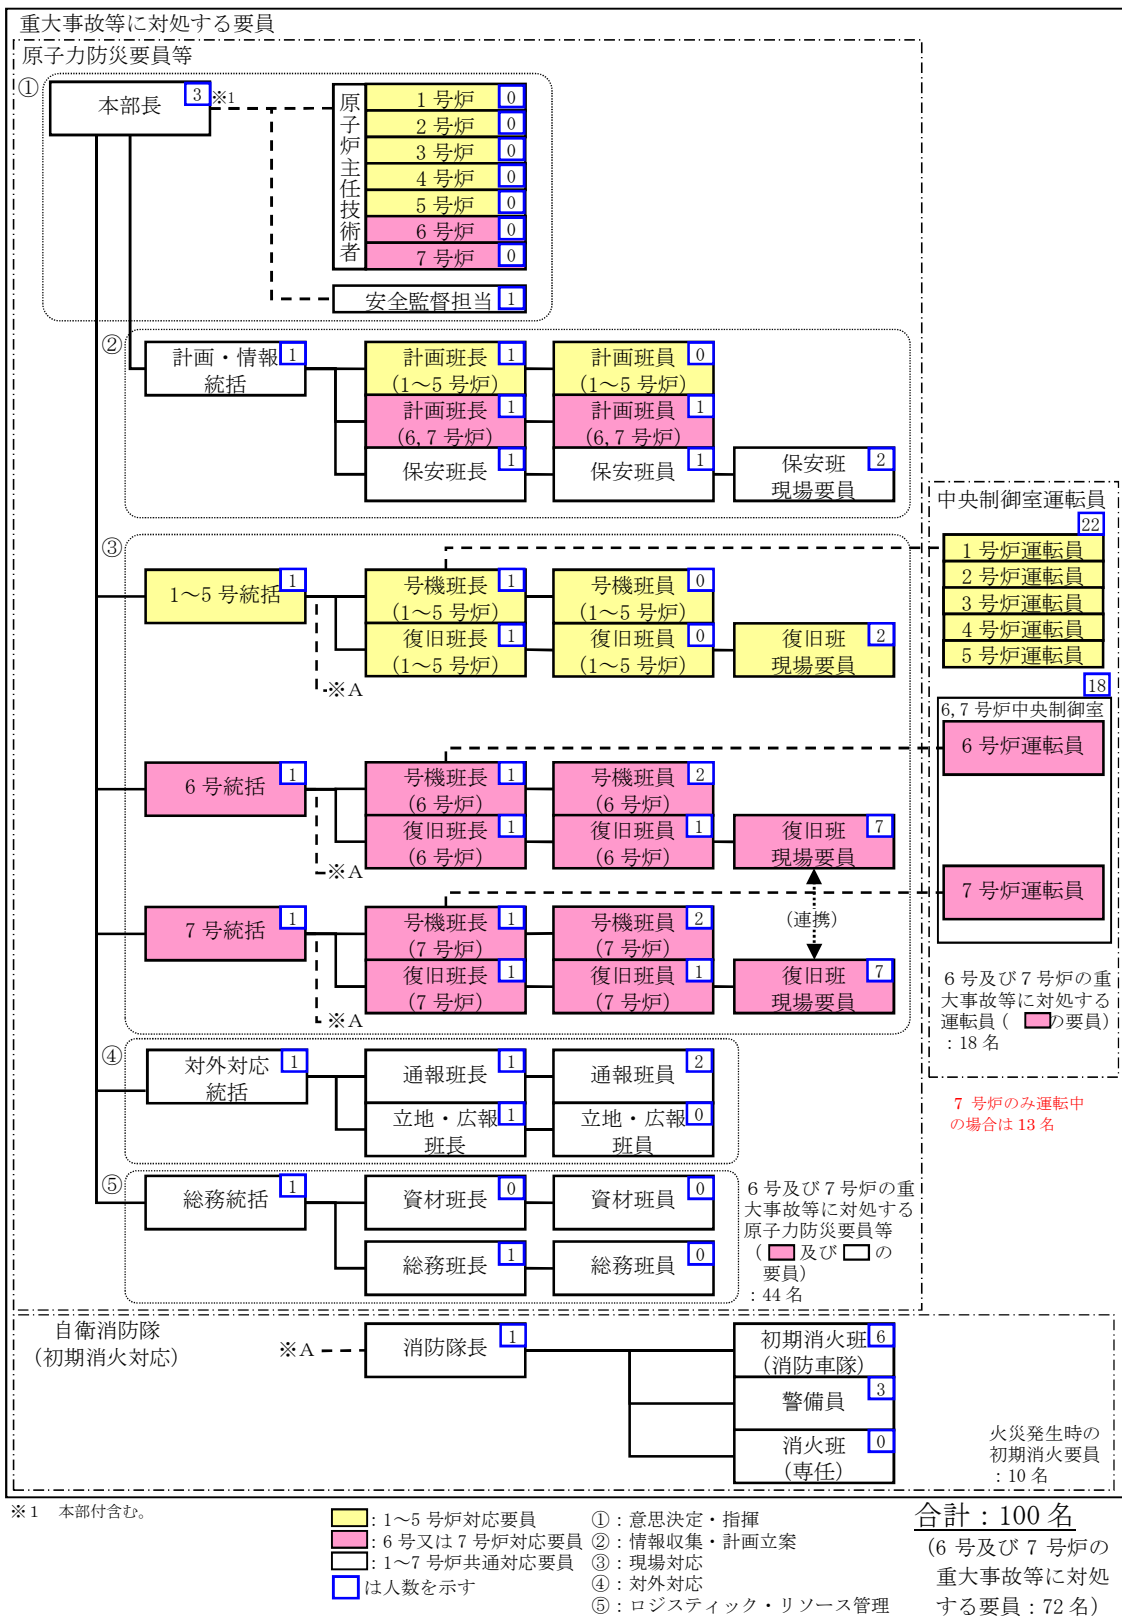 重大事故等に対処する要員
原子力防災要員等
①
本部長
3
※1
原子炉主任技術者
1 号炉 0
2 号炉 0
3 号炉 0
4 号炉 0
5 号炉 0
6 号炉 0
7 号炉 0
安全監督担当 1
②
計画・情報
統括
1
計画班長
(1～5 号炉)
1
計画班員
(1～5 号炉)
0
計画班長
(6,7 号炉)
1
計画班員
(6,7 号炉)
1
保安班長 1
保安班員 1
保安班
現場要員
2
中央制御室運転員
22
1 号炉運転員
2 号炉運転員
3 号炉運転員
4 号炉運転員
5 号炉運転員
③
1～5 号統括 1
号機班長
(1～5 号炉)
1
号機班員
(1～5 号炉)
0
復旧班長
(1～5 号炉)
1
復旧班員
(1～5 号炉)
0
復旧班
現場要員
2
※A
18
6,7 号炉中央制御室
6 号炉運転員
7 号炉運転員
6 号統括 1
号機班長
(6 号炉)
1
号機班員
(6 号炉)
2
復旧班長
(6 号炉)
1
復旧班員
(6 号炉)
1
復旧班
現場要員
7
※A
(連携)
7 号統括 1
号機班長
(7 号炉)
1
号機班員
(7 号炉)
2
復旧班長
(7 号炉)
1
復旧班員
(7 号炉)
1
復旧班
現場要員
7
※A
6 号及び 7 号炉の重
大事故等に対処する
運転員（ の要員）
：18 名
7 号炉のみ運転中
の場合は 13 名
④
対外対応
統括
1
通報班長 1
通報班員 2
立地・広報
班長
1
立地・広報
班員
0
⑤
総務統括 1
資材班長 0
資材班員 0
総務班長 1
総務班員 0
6 号及び 7 号炉の重
大事故等に対処する
原子力防災要員等
（ 及び の
要員）
：44 名
自衛消防隊
(初期消火対応)
※A
消防隊長 1
初期消火班
(消防車隊)
6
警備員 3
消火班
(専任)
0
火災発生時の
初期消火要員
：10 名
※1 本部付含む。
：1～5 号炉対応要員
：6 号又は 7 号炉対応要員
：1～7 号炉共通対応要員
は人数を示す
①：意思決定・指揮
②：情報収集・計画立案
③：現場対応
④：対外対応
⑤：ロジスティック・リソース管理
合計：100 名
(6 号及び 7 号炉の
重大事故等に対処
する要員：72 名)